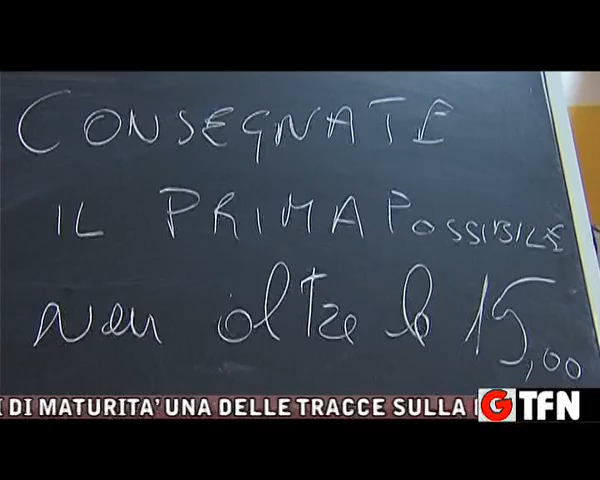 CONSEGNATE
IL PRIMA POSSIBILE
non oltre le 15,00
I DI MATURITA' UNA DELLE TRACCE SULLA
G TFN